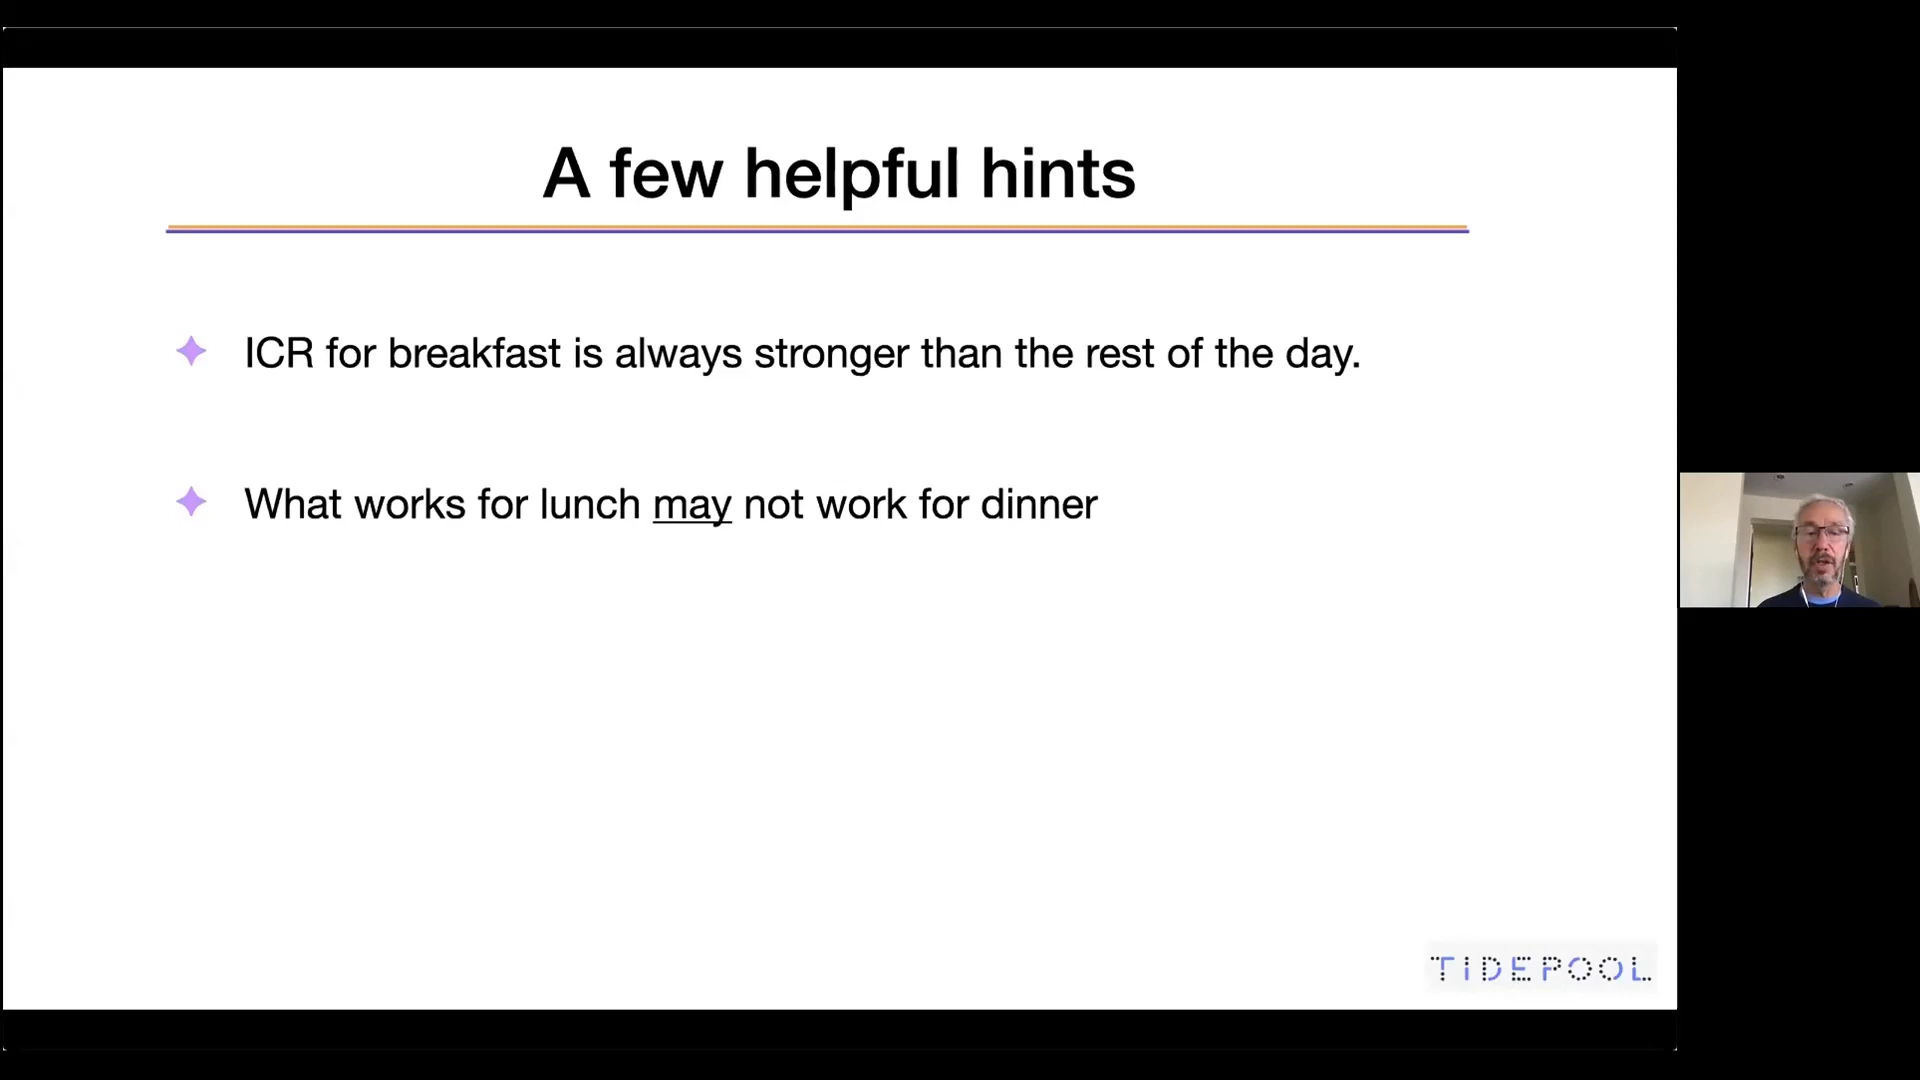 A few helpful hints
ICR for breakfast is always stronger than the rest of the day.
What works for lunch may not work for dinner
TIDEPOOL